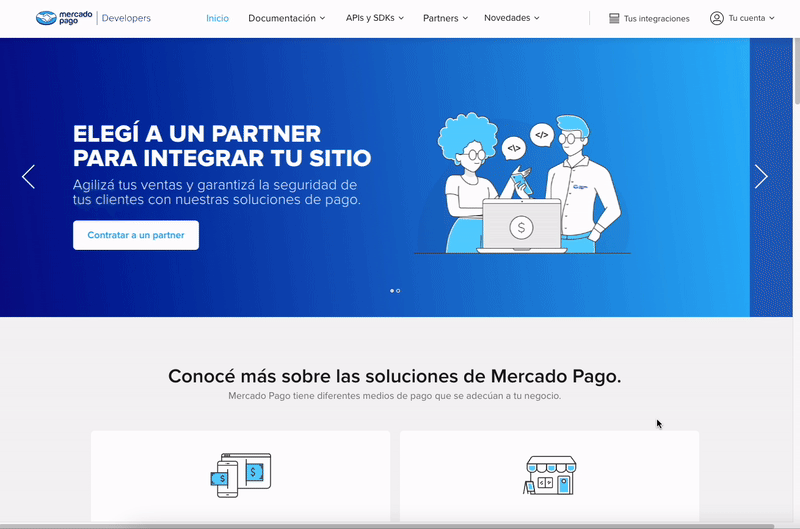 mercado pago | Developers
Inicio
Documentación
APIs y SDKs
Partners
Novedades
Tus integraciones
Tu cuenta
ELEGÍ A UN PARTNER
PARA INTEGRAR TU SITIO
Agilizá tus ventas y garantizá la seguridad de
tus clientes con nuestras soluciones de pago.
Contratar a un partner
</>
</>
$
Conocé más sobre las soluciones de Mercado Pago.
Mercado Pago tiene diferentes medios de pago que se adecúan a tu negocio.
$
$